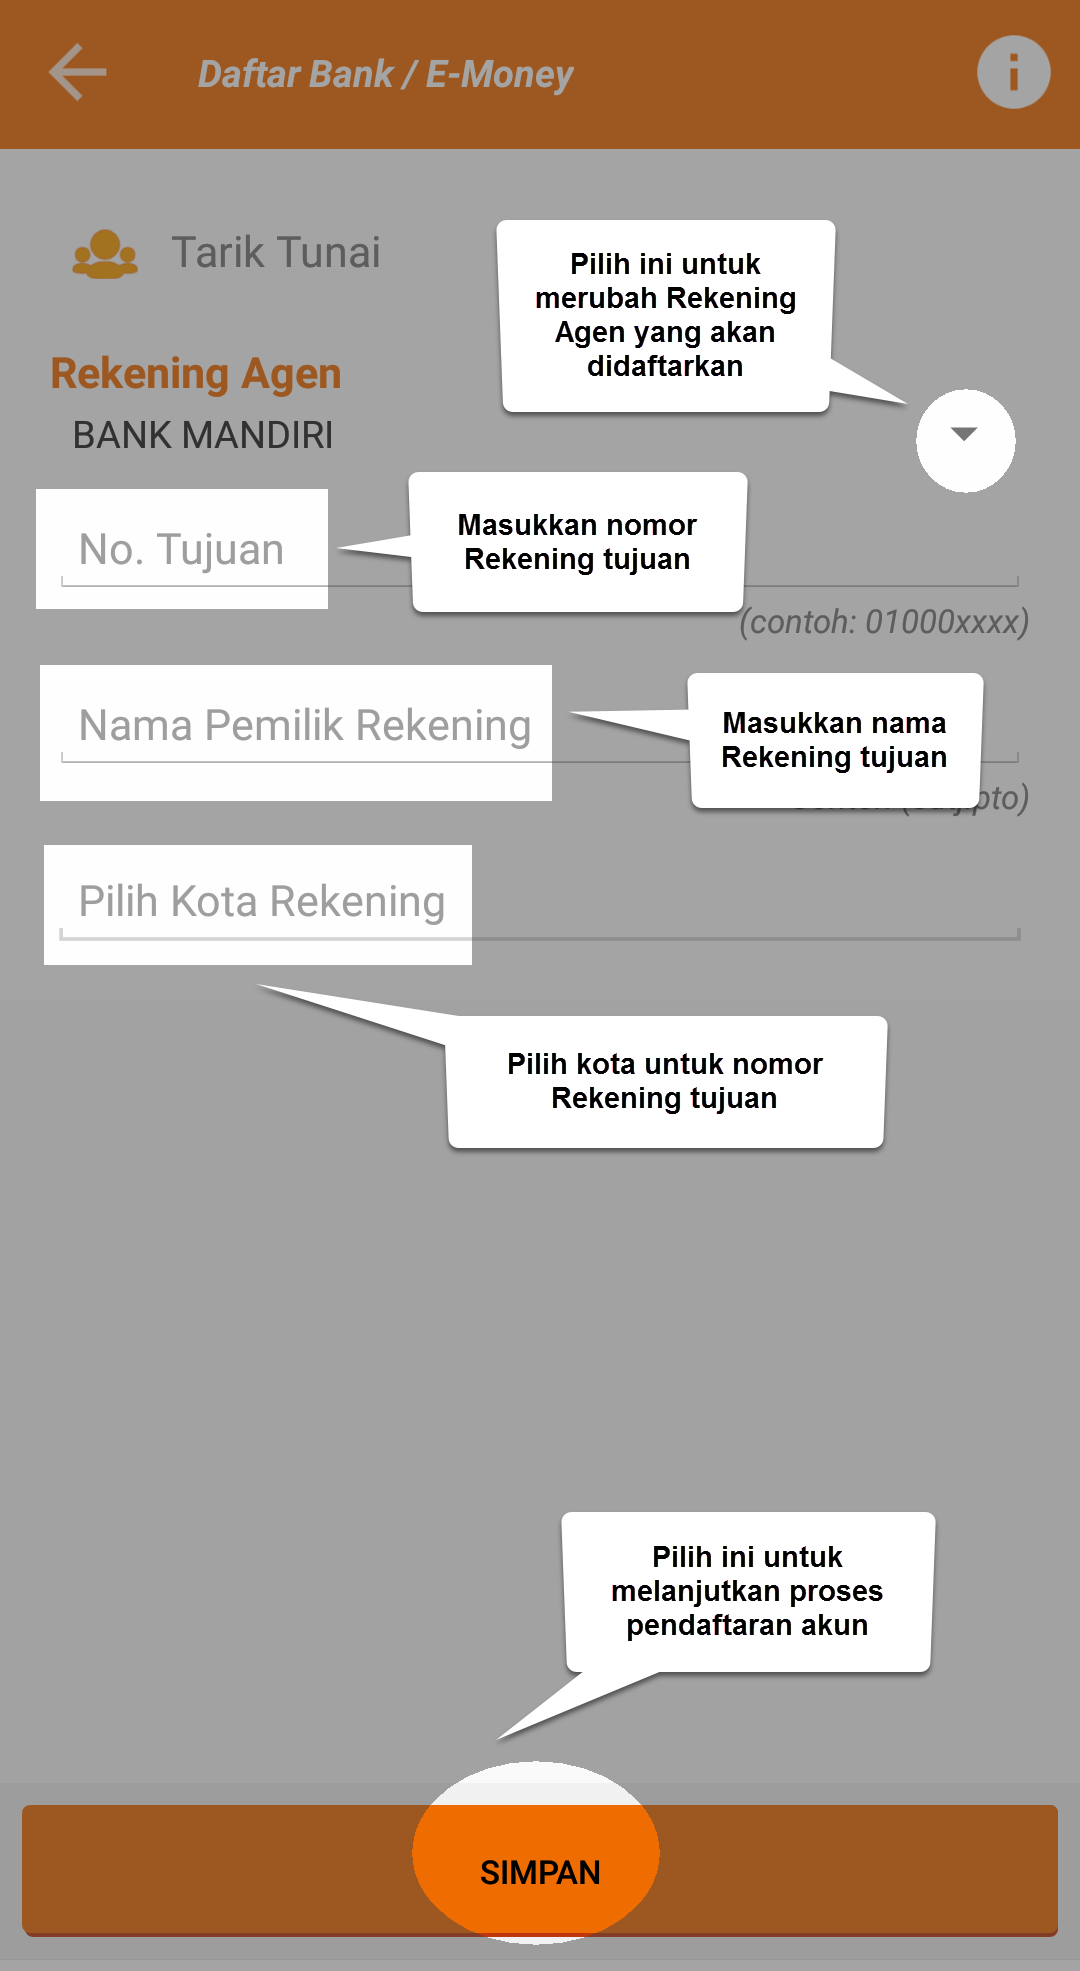 Daftar Bank / E-Money
Tarik Tunai
Pilih ini untuk
merubah Rekening
Agen yang akan
didaftarkan
Rekening Agen
BANK MANDIRI
No. Tujuan
Masukkan nomor
Rekening tujuan
(contoh: 01000xxxx)
Nama Pemilik Rekening
Masukkan nama
Rekening tujuan
Pilih Kota Rekening
Pilih kota untuk nomor
Rekening tujuan
Pilih ini untuk
melanjutkan proses
pendaftaran akun
SIMPAN